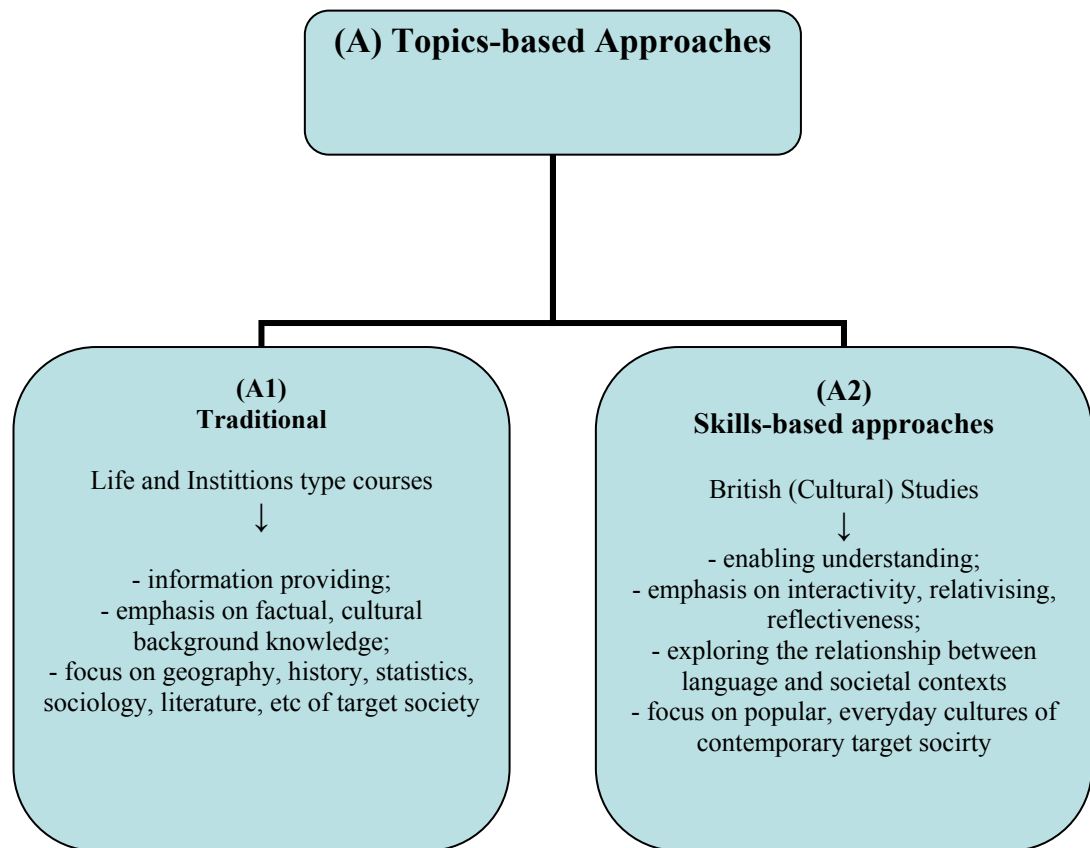 (A) Topics-based Approaches
(A1)
Traditional
Life and Instittions type courses
↓
- information providing;
- emphasis on factual, cultural
background knowledge;
- focus on geography, history, statistics,
sociology, literature, etc of target society
(A2)
Skills-based approaches
British (Cultural) Studies
↓
- enabling understanding;
- emphasis on interactivity, relativising,
reflectiveness;
- exploring the relationship between
language and societal contexts
- focus on popular, everyday cultures of
contemporary target socirty